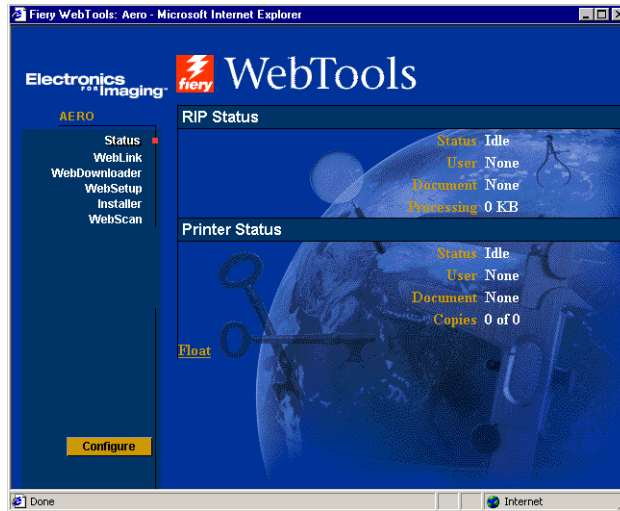 Fiery WebTools: Aero - Microsoft Internet Explorer
Electronics
FOR Imaging
fiery
WebTools
AERO
Status
WebLink
WebDownloader
WebSetup
Installer
WebScan
Configure
RIP Status
Status Idle
User None
Document None
Processing 0 KB
Printer Status
Status Idle
User None
Document None
Copies 0 of 0
Float
Done
Internet